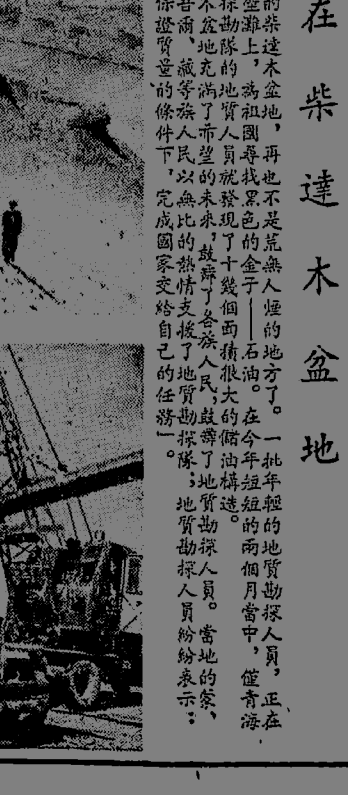 在柴達木盆地
的柴達木盆地,再也不是荒無人煙的地方了。一批年輕的地質勘探人員,正在
灘上,爲祖國尋找黑色的金子——石油。在今年短短的兩個月當中,僅青海
探勘隊的地質人員就發現了十幾個面積很大的儲油構造。
木盆地充滿了希望的未來,鼓舞了各族人民,鼓舞了地質勘探人員。當地的蒙、
吾爾、藏等族人民以無比的熱情支援了地質勘探隊;地質勘探人員紛紛表示:
保證質量的條件下,完成國家交給自己的任務」。